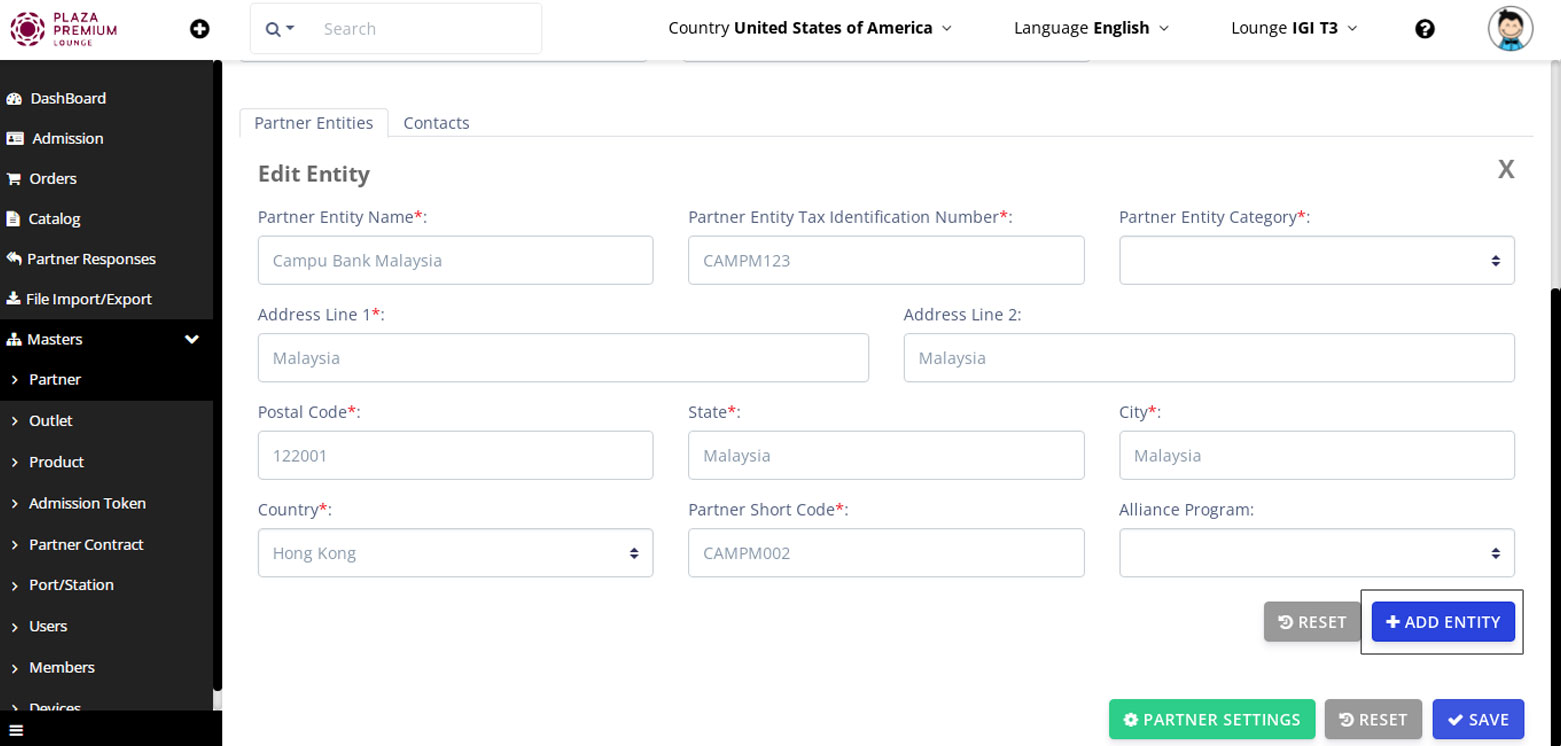 PLAZA
PREMIUM
LOUNGE
Search
Country United States of America
Language English
Lounge IGI T3
DashBoard
Admission
Orders
Catalog
Partner Responses
File Import/Export
Masters
Partner
Outlet
Product
Admission Token
Partner Contract
Port/Station
Users
Members
Devices
Partner Entities Contacts
Edit Entity X
Partner Entity Name*: Partner Entity Tax Identification Number*: Partner Entity Category*:
Campu Bank Malaysia CAMPM123
Address Line 1*: Address Line 2:
Malaysia Malaysia
Postal Code*: State*: City*:
122001 Malaysia Malaysia
Country*: Partner Short Code*: Alliance Program:
Hong Kong CAMPM002
RESET ADD ENTITY
PARTNER SETTINGS RESET SAVE